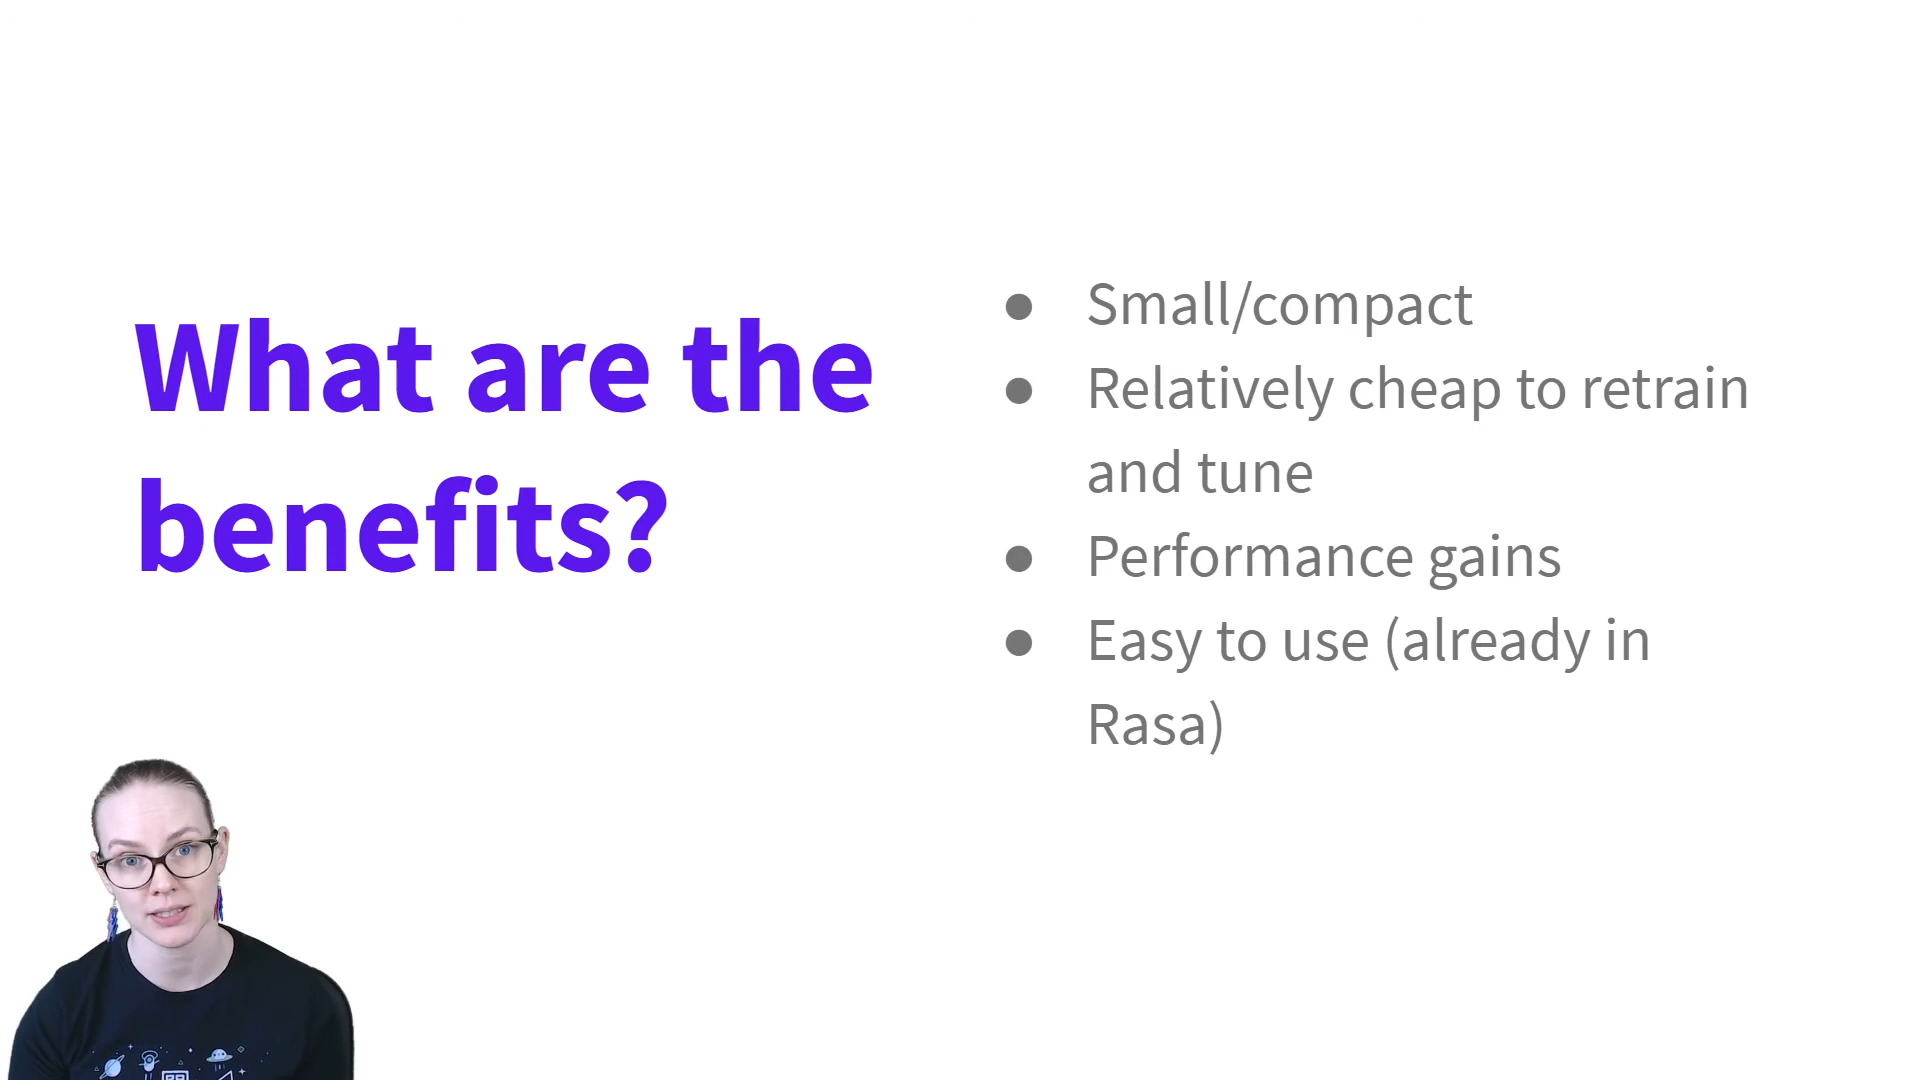 What are the
benefits?
● Small/compact
● Relatively cheap to retrain
and tune
● Performance gains
● Easy to use (already in
Rasa)